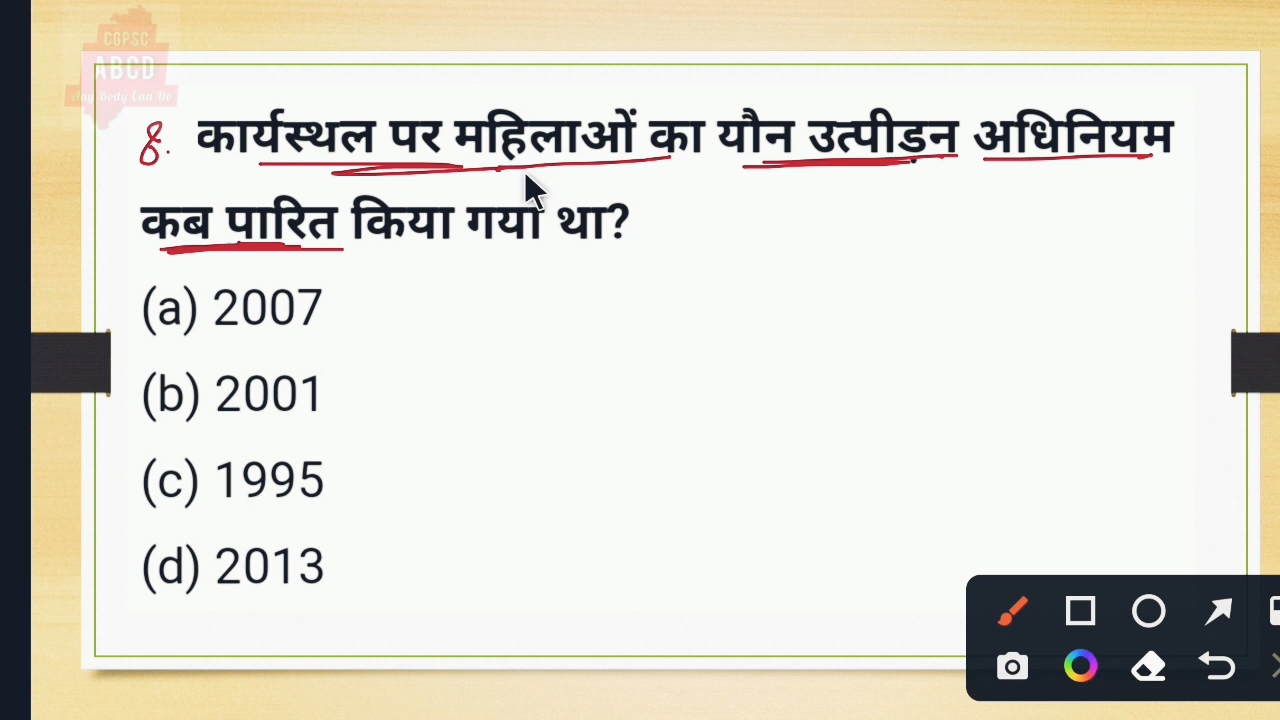 CGPSC
ABCD
Any Body Can Do
8. कार्यस्थल पर महिलाओं का यौन उत्पीड़न अधिनियम
कब पारित किया गया था?
(a) 2007
(b) 2001
(c) 1995
(d) 2013